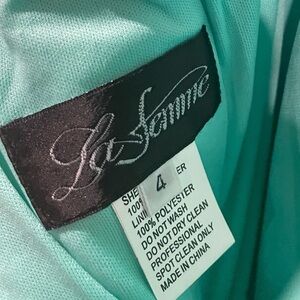 La Femme
4
100%
100% POLYESTER
DO NOT WASH
DO NOT DRY CLEAN
PROFESSIONAL
SPOT CLEAN ONLY
MADE IN CHINA